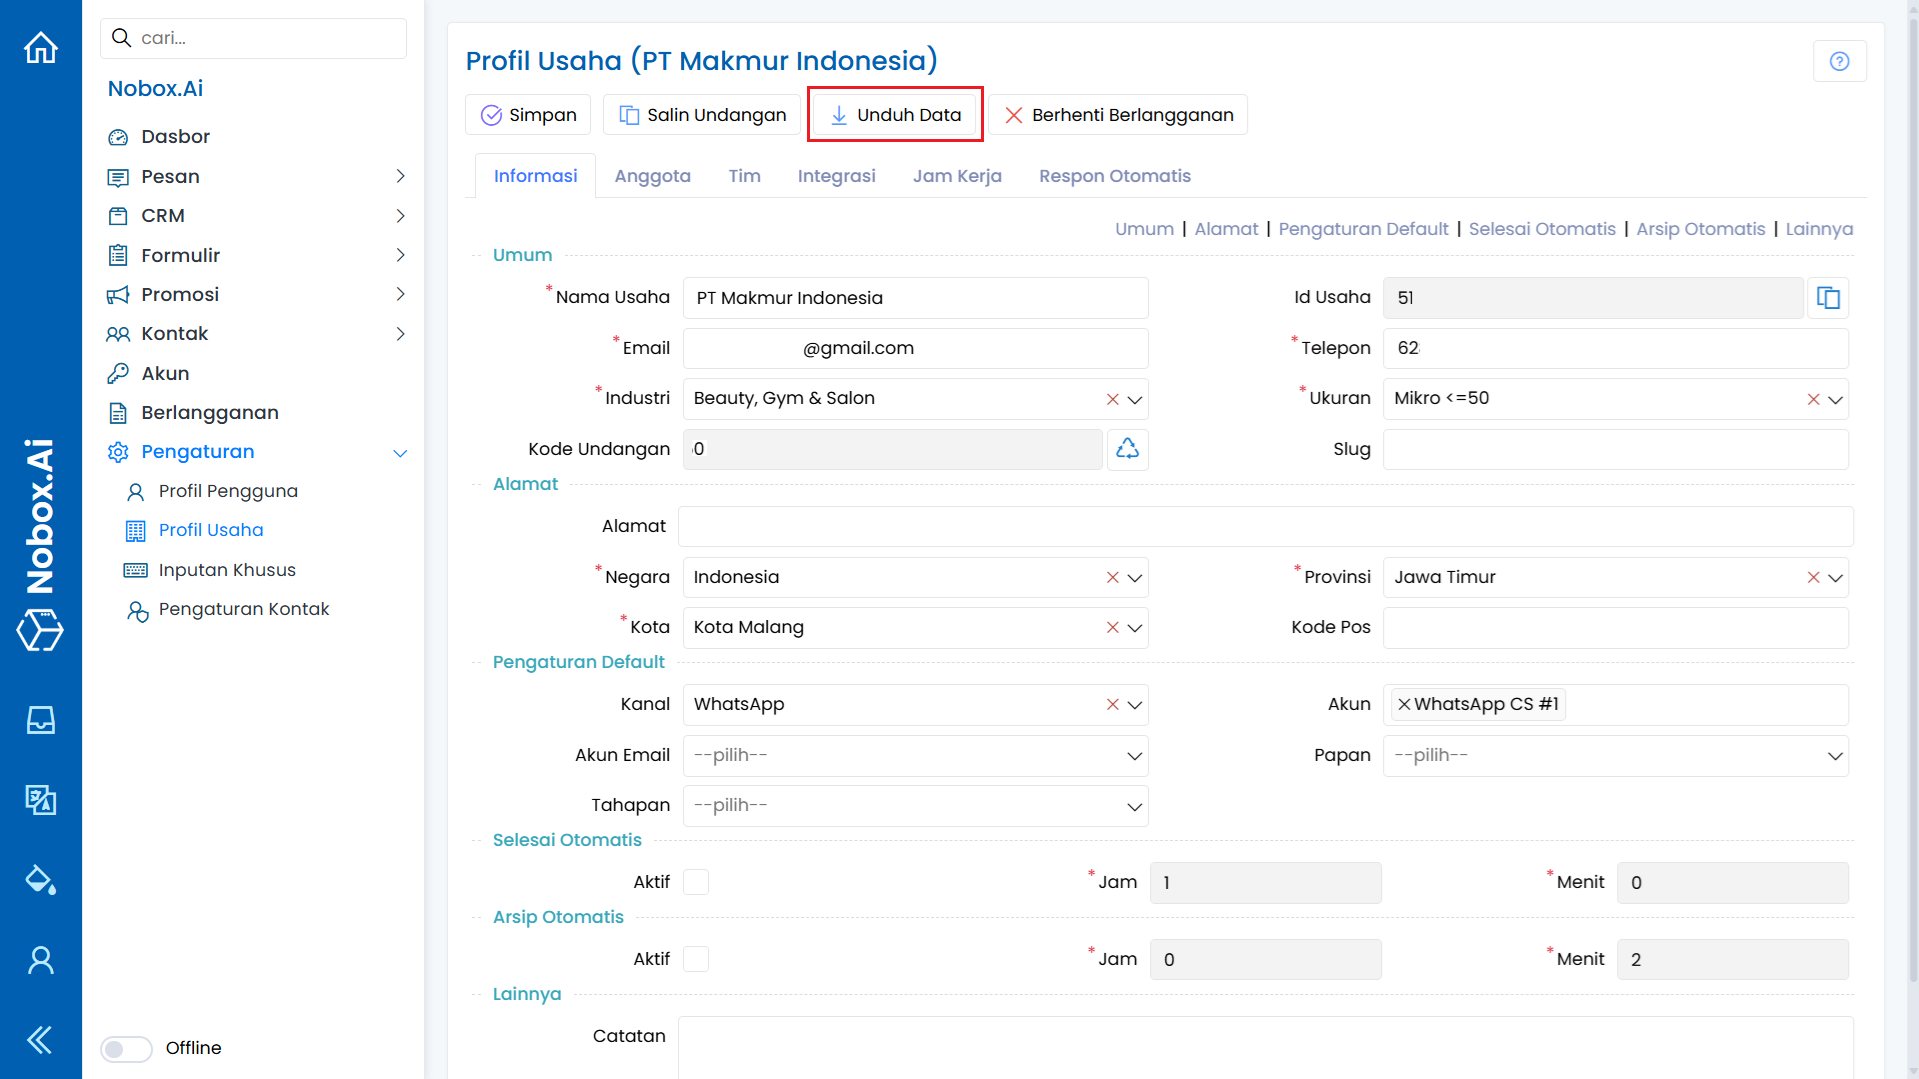 cari...
Nobox.Ai
Dasbor
Pesan
CRM
Formulir
Promosi
Kontak
Akun
Berlangganan
Pengaturan
Profil Pengguna
Profil Usaha
Inputan Khusus
Pengaturan Kontak
Offline
Nobox.Ai
Profil Usaha (PT Makmur Indonesia)
Simpan Salin Undangan Unduh Data Berhenti Berlangganan
Informasi Anggota Tim Integrasi Jam Kerja Respon Otomatis
Umum | Alamat | Pengaturan Default | Selesai Otomatis | Arsip Otomatis | Lainnya
Umum
*Nama Usaha PT Makmur Indonesia Id Usaha 51
*Email @gmail.com *Telepon 62
*Industri Beauty, Gym & Salon *Ukuran Mikro <=50
Kode Undangan 0 Slug
Alamat
Alamat
*Negara Indonesia *Provinsi Jawa Timur
*Kota Kota Malang Kode Pos
Pengaturan Default
Kanal WhatsApp Akun ×WhatsApp CS #1
Akun Email --pilih-- Papan --pilih--
Tahapan --pilih--
Selesai Otomatis
Aktif *Jam 1 *Menit 0
Arsip Otomatis
Aktif *Jam 0 *Menit 2
Lainnya
Catatan